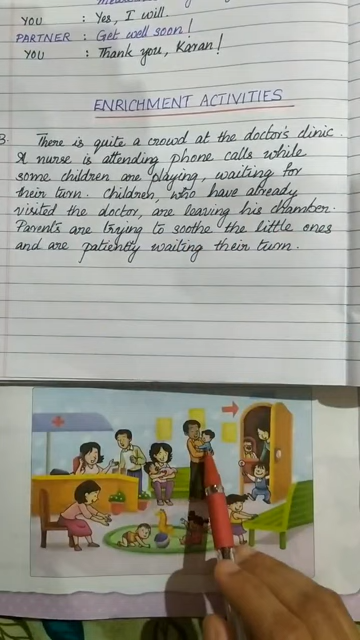 YOU : Yes, I will.
PARTNER : Get well soon!
YOU : Thank you, Karan!
ENRICHMENT ACTIVITIES
B. There is quite a crowd at the doctor's clinic.
A nurse is attending phone calls while
some children are playing, waiting for
their turn. Children, who have already
visited the doctor, are leaving his chamber.
Parents are trying to soothe the little ones
and are patiently waiting their turn.